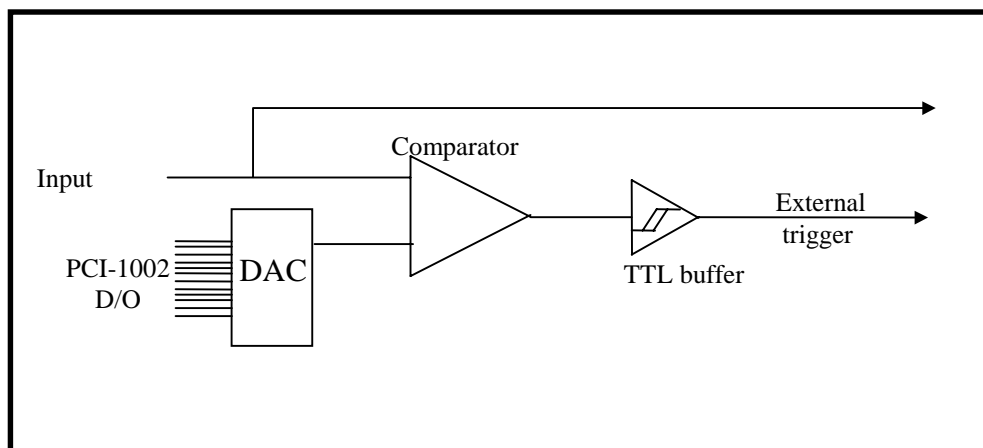 Comparator
Input
External
trigger
PCI-1002
D/O
DAC
TTL buffer